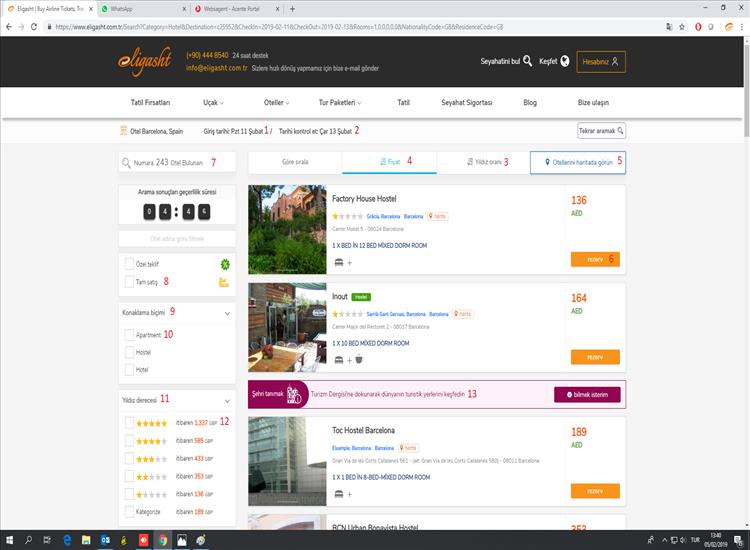 Eligasht | Buy Airline Tickets, Tra
WhatsApp
Websagent - Acente Portal
https://www.eligasht.com.tr/Search?Category=Hotel&Destination=c25952&CheckIn=2019-02-11&CheckOut=2019-02-13&Rooms=1,0,0,0,0,0&NationalityCode=GB&ResidenceCode=GB
eligasht
(+90) 444 8540 24 saat destek
info@eligasht.com.tr Sizlere hızlı dönüş yapmamız için bize e-mail gönder
Seyahatini bul
Keşfet
Hesabınız
Tatil Fırsatları
Uçak
Oteller
Tur Paketleri
Tatil
Seyahat Sigortası
Blog
Bize ulaşın
Otel Barcelona, Spain
Giriş tarihi: Pzt 11 Şubat 1 /
Tarihi kontrol et: Çar 13 Şubat 2
Tekrar aramak
Numara 243 Otel Bulunan 7
Göre sırala
Fiyat 4
Yıldız oranı 3
Otellerini haritada görün 5
Arama sonuçları geçerlilik süresi
0 4 : 4 6
Otel adına göre filtrele
Özel teklif
Tam satış 8
Konaklama biçimi 9
Apartment 10
Hostel
Hotel
Yıldız derecesi 11
itibaren 1,337 GBP 12
itibaren 585 GBP
itibaren 433 GBP
itibaren 353 GBP
itibaren 136 GBP
Kategorize
itibaren 189 GBP
Factory House Hostel
Gràcia, Barcelona Barcelona harita
Carrer Molist 5 - 08024 Barcelona
1 X BED İN 12 BED MİXED DORM ROOM
+
136
AED
rezerv 6
Inout Hostel
Sarrià-Sant Gervasi, Barcelona Barcelona harita
Carrer Major del Rectoret 2 - 08017 Barcelona
1 X 10 BED MİXED DORM ROOM
+
164
AED
rezerv
Şehri tanımak
Turizm Dergisi'ne dokunarak dünyanın turistik yerlerini keşfedin 13
bilmek isterim
Toc Hostel Barcelona
Eixample, Barcelona Barcelona harita
Gran Vía de les Corts Catalanes 561 - (alt: Gran Via de les Corts Catalanes 580) - 08011 Barcelona
1 X 1 BED İN 8-BED-MİXED DORM ROOM
+
189
AED
rezerv
BCN Urban Bonavista Hostel
353
TUR
13:40
05/02/2019